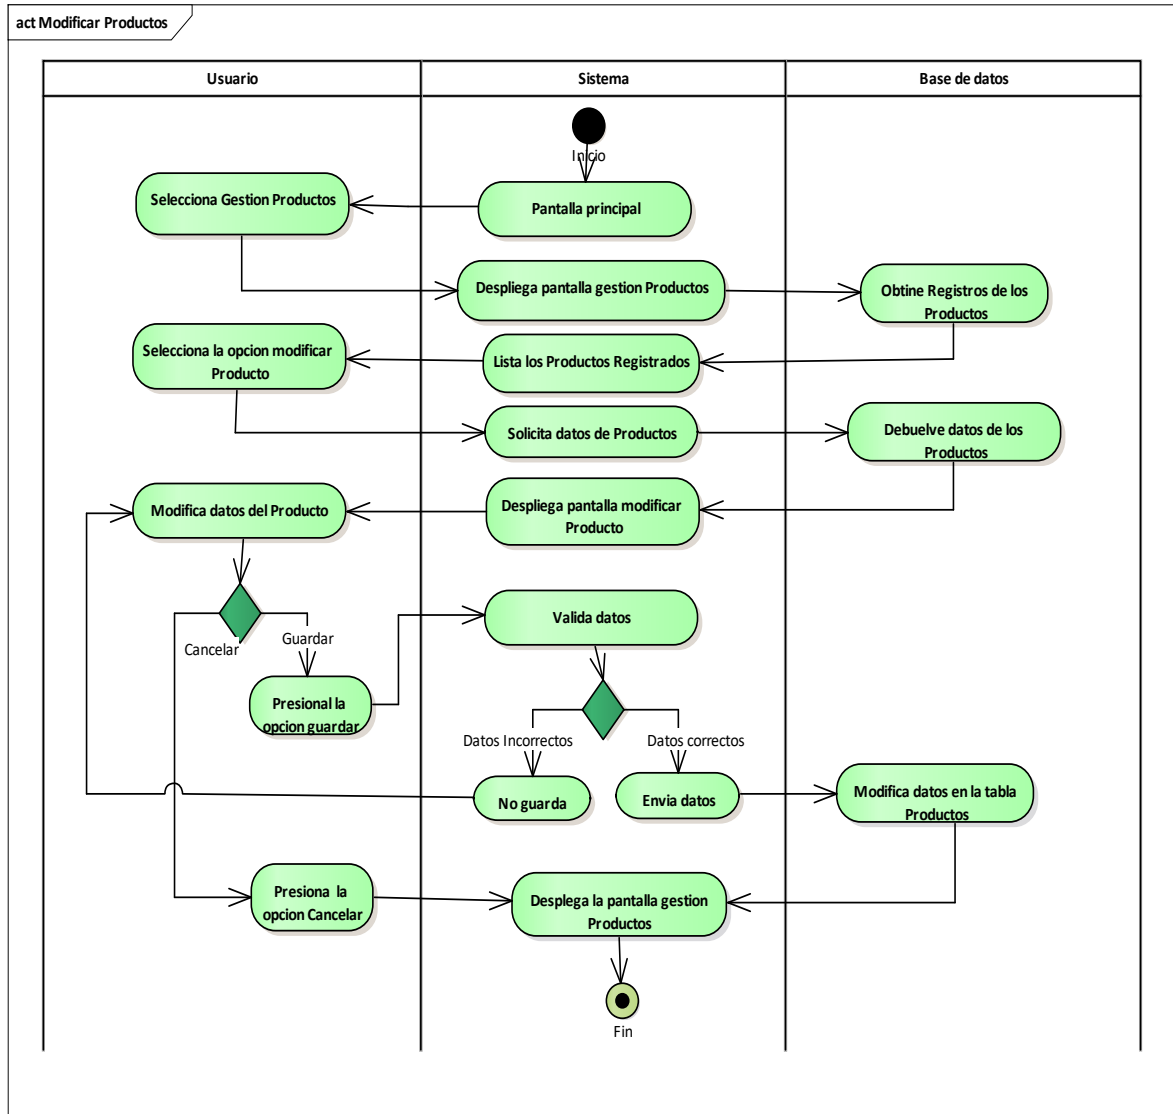 act Modificar Productos
Usuario
Sistema
Base de datos
Inicio
Selecciona Gestion Productos
Pantalla principal
Despliega pantalla gestion Productos
Obtine Registros de los
Productos
Selecciona la opcion modificar
Producto
Lista los Productos Registrados
Solicita datos de Productos
Debuelve datos de los
Productos
Modifica datos del Producto
Despliega pantalla modificar
Producto
Cancelar
Guardar
Valida datos
Presional la
opcion guardar
Datos Incorrectos
Datos correctos
No guarda
Envia datos
Modifica datos en la tabla
Productos
Presiona la
opcion Cancelar
Desplega la pantalla gestion
Productos
Fin